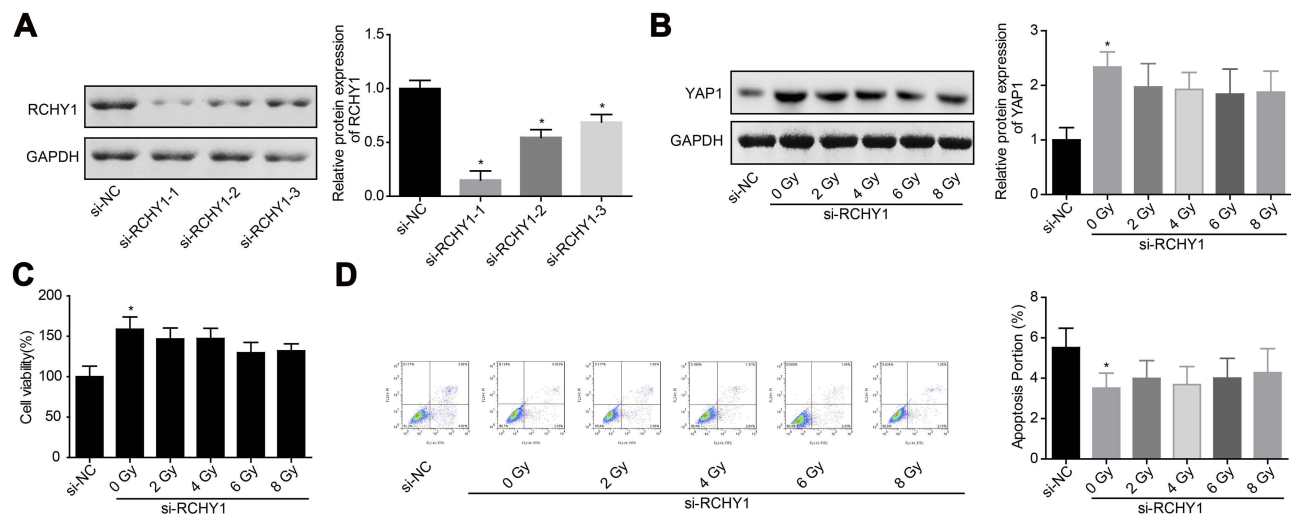 A
RCHY1
GAPDH
si-NC
si-RCHY1-1
si-RCHY1-2
si-RCHY1-3
Relative protein expression
of RCHY1
1.0
0.5
0.0
*
*
*
si-NC
si-RCHY1-1
si-RCHY1-2
si-RCHY1-3
B
YAP1
GAPDH
si-NC
0 Gy
2 Gy
4 Gy
6 Gy
8 Gy
si-RCHY1
Relative protein expression
of YAP1
3
2
1
0
*
si-NC
0 Gy
2 Gy
4 Gy
6 Gy
8 Gy
si-RCHY1
C
Cell viability(%)
200
150
100
50
0
*
si-NC
0 Gy
2 Gy
4 Gy
6 Gy
8 Gy
si-RCHY1
D
si-NC
0 Gy
2 Gy
4 Gy
6 Gy
8 Gy
si-RCHY1
Apoptosis Portion (%)
8
6
4
2
0
*
si-NC
0 Gy
2 Gy
4 Gy
6 Gy
8 Gy
si-RCHY1